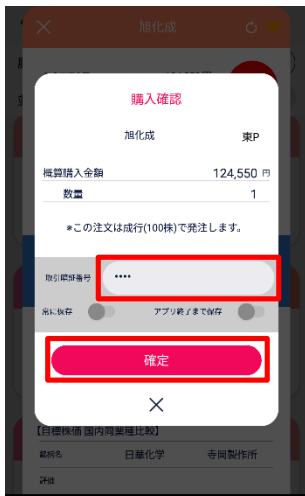 旭化成
購入確認
旭化成 東P
概算購入金額 124,550 円
数量 1
*この注文は成行(100株)で発注します。
取引暗証番号 ••••
常に保存 アプリ終了まで保存
確定
【目標株価 国内同業種比較】
銘柄名 日華化学 寺岡製作所
評価